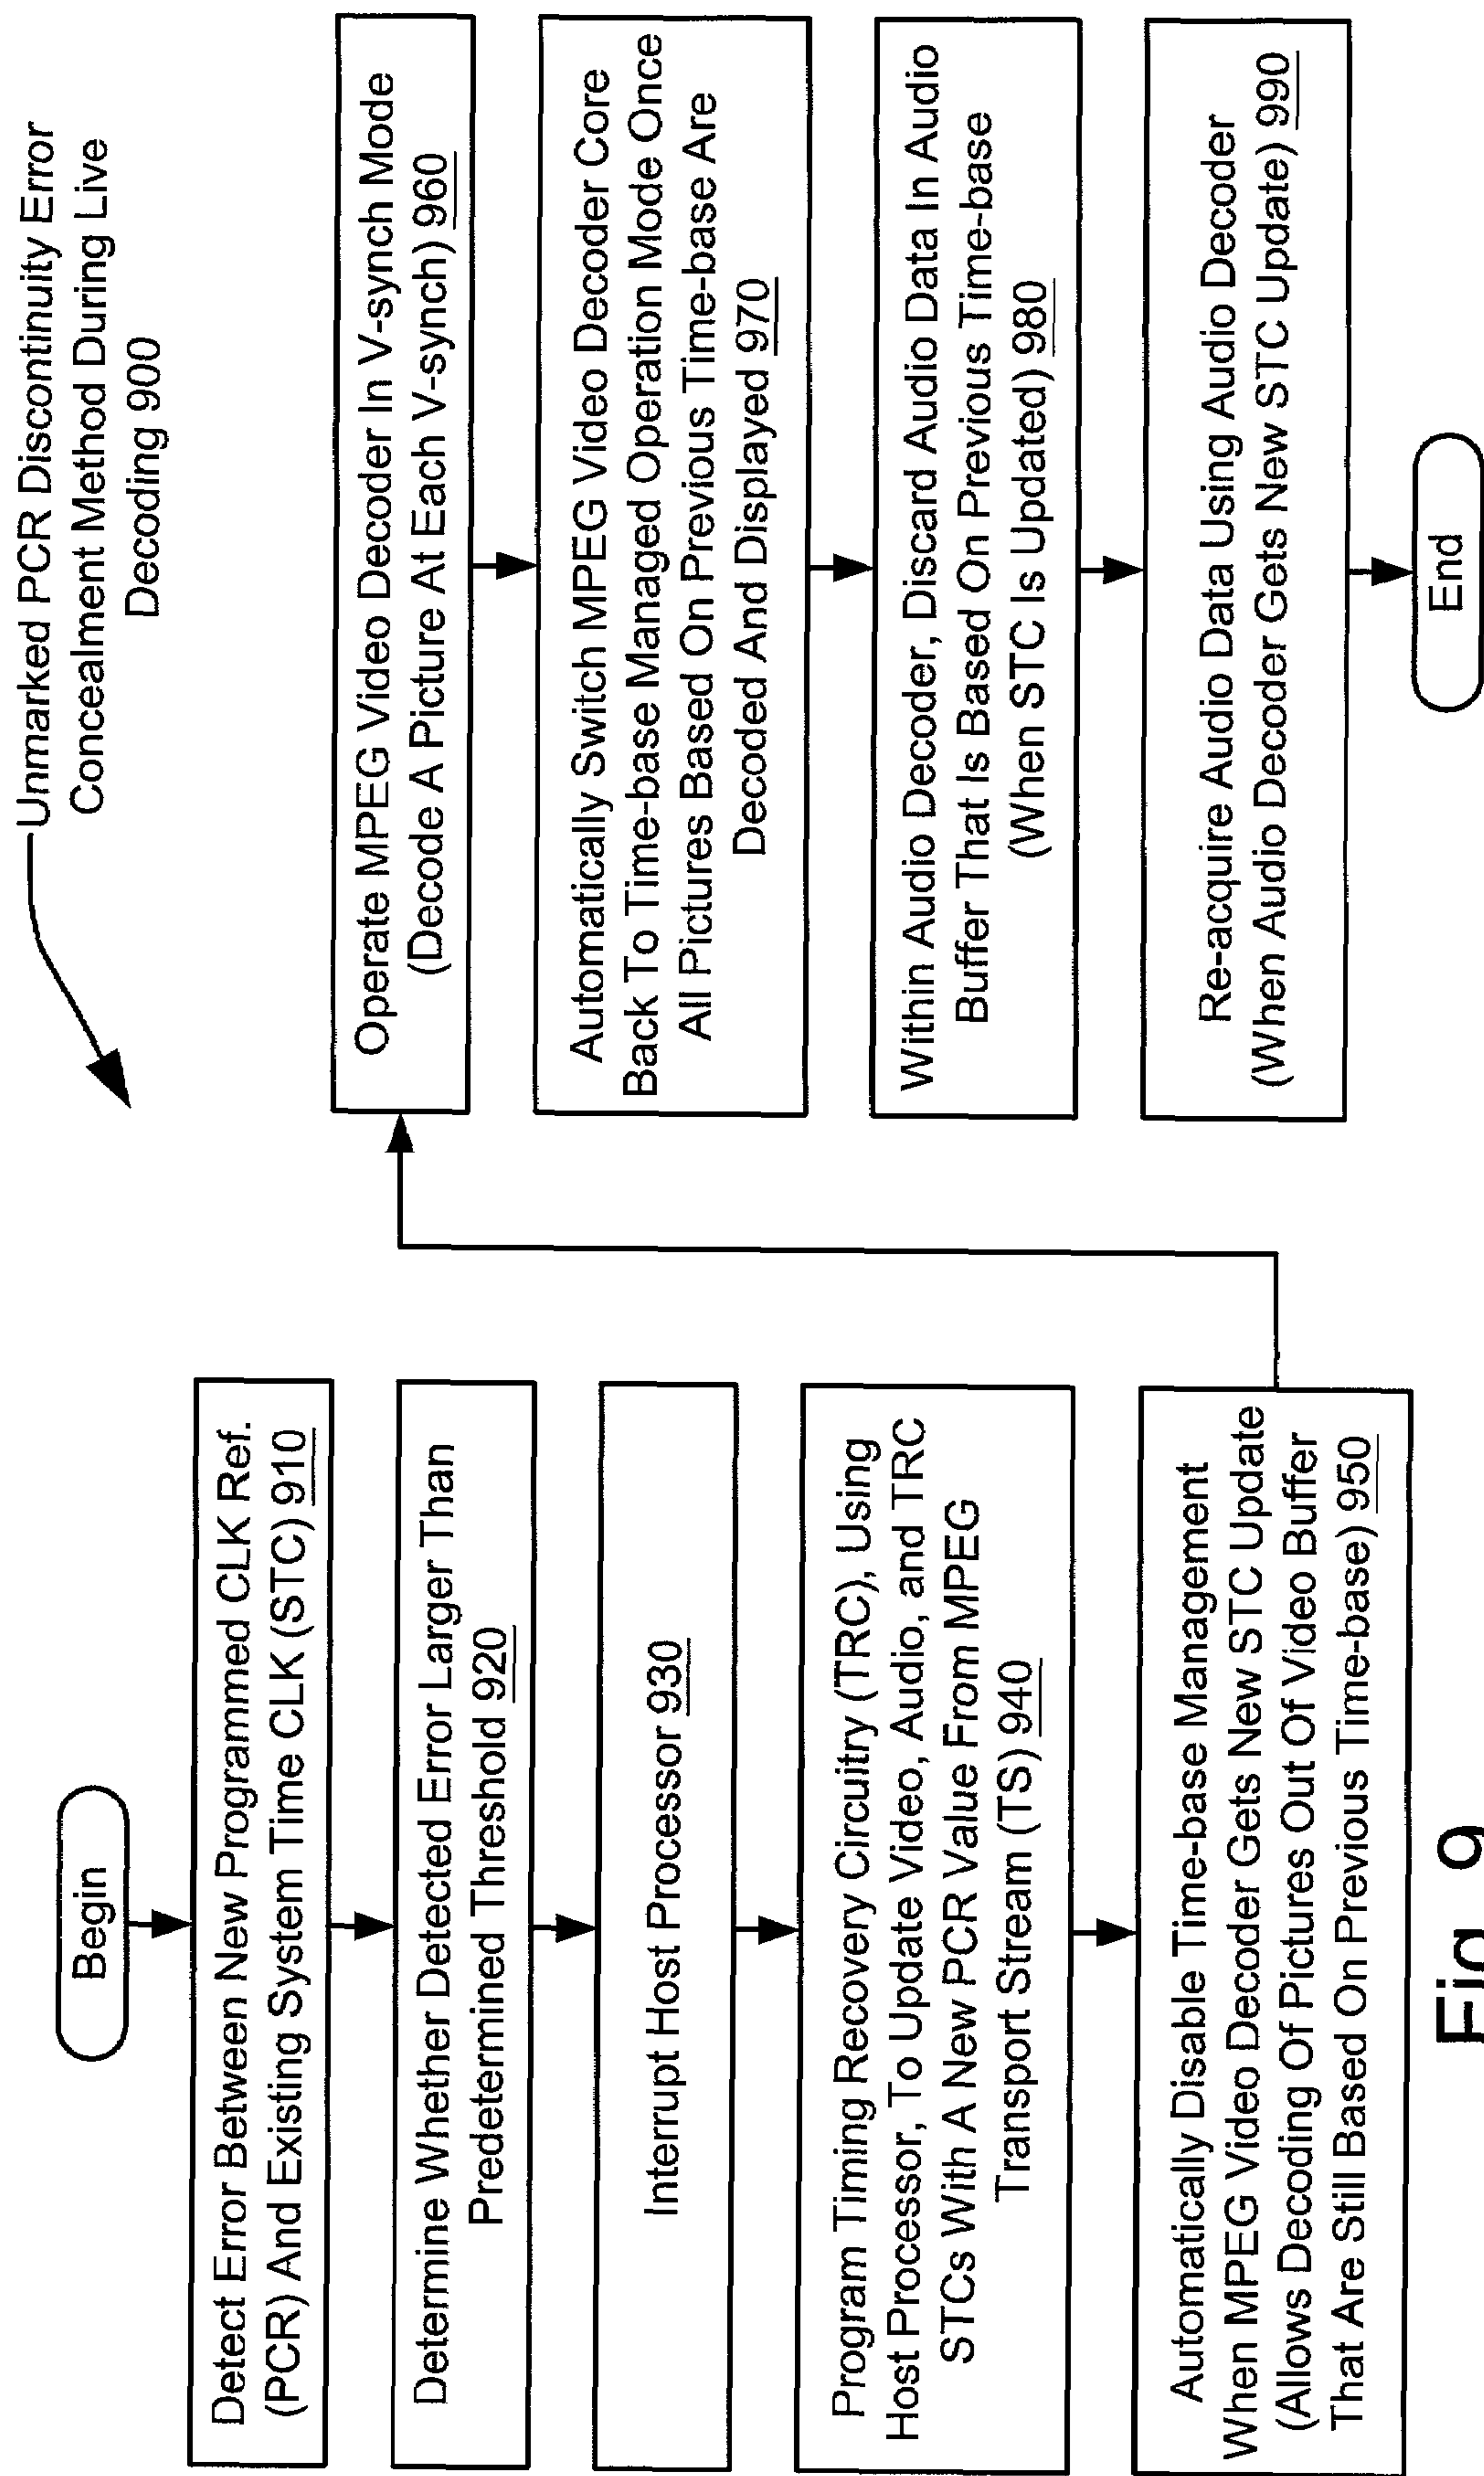 Unmarked PCR Discontinuity Error
Concealment Method During Live
Decoding 900
Begin
Detect Error Between New Programmed CLK Ref.
(PCR) And Existing System Time CLK (STC) 910
Determine Whether Detected Error Larger Than
Predetermined Threshold 920
Interrupt Host Processor 930
Program Timing Recovery Circuitry (TRC), Using
Host Processor, To Update Video, Audio, and TRC
STCs With A New PCR Value From MPEG
Transport Stream (TS) 940
Automatically Disable Time-base Management
When MPEG Video Decoder Gets New STC Update
(Allows Decoding Of Pictures Out Of Video Buffer
That Are Still Based On Previous Time-base) 950
Operate MPEG Video Decoder In V-synch Mode
(Decode A Picture At Each V-synch) 960
Automatically Switch MPEG Video Decoder Core
Back To Time-base Managed Operation Mode Once
All Pictures Based On Previous Time-base Are
Decoded And Displayed 970
Within Audio Decoder, Discard Audio Data In Audio
Buffer That Is Based On Previous Time-base
(When STC Is Updated) 980
Re-acquire Audio Data Using Audio Decoder
(When Audio Decoder Gets New STC Update) 990
End
Fig. 9